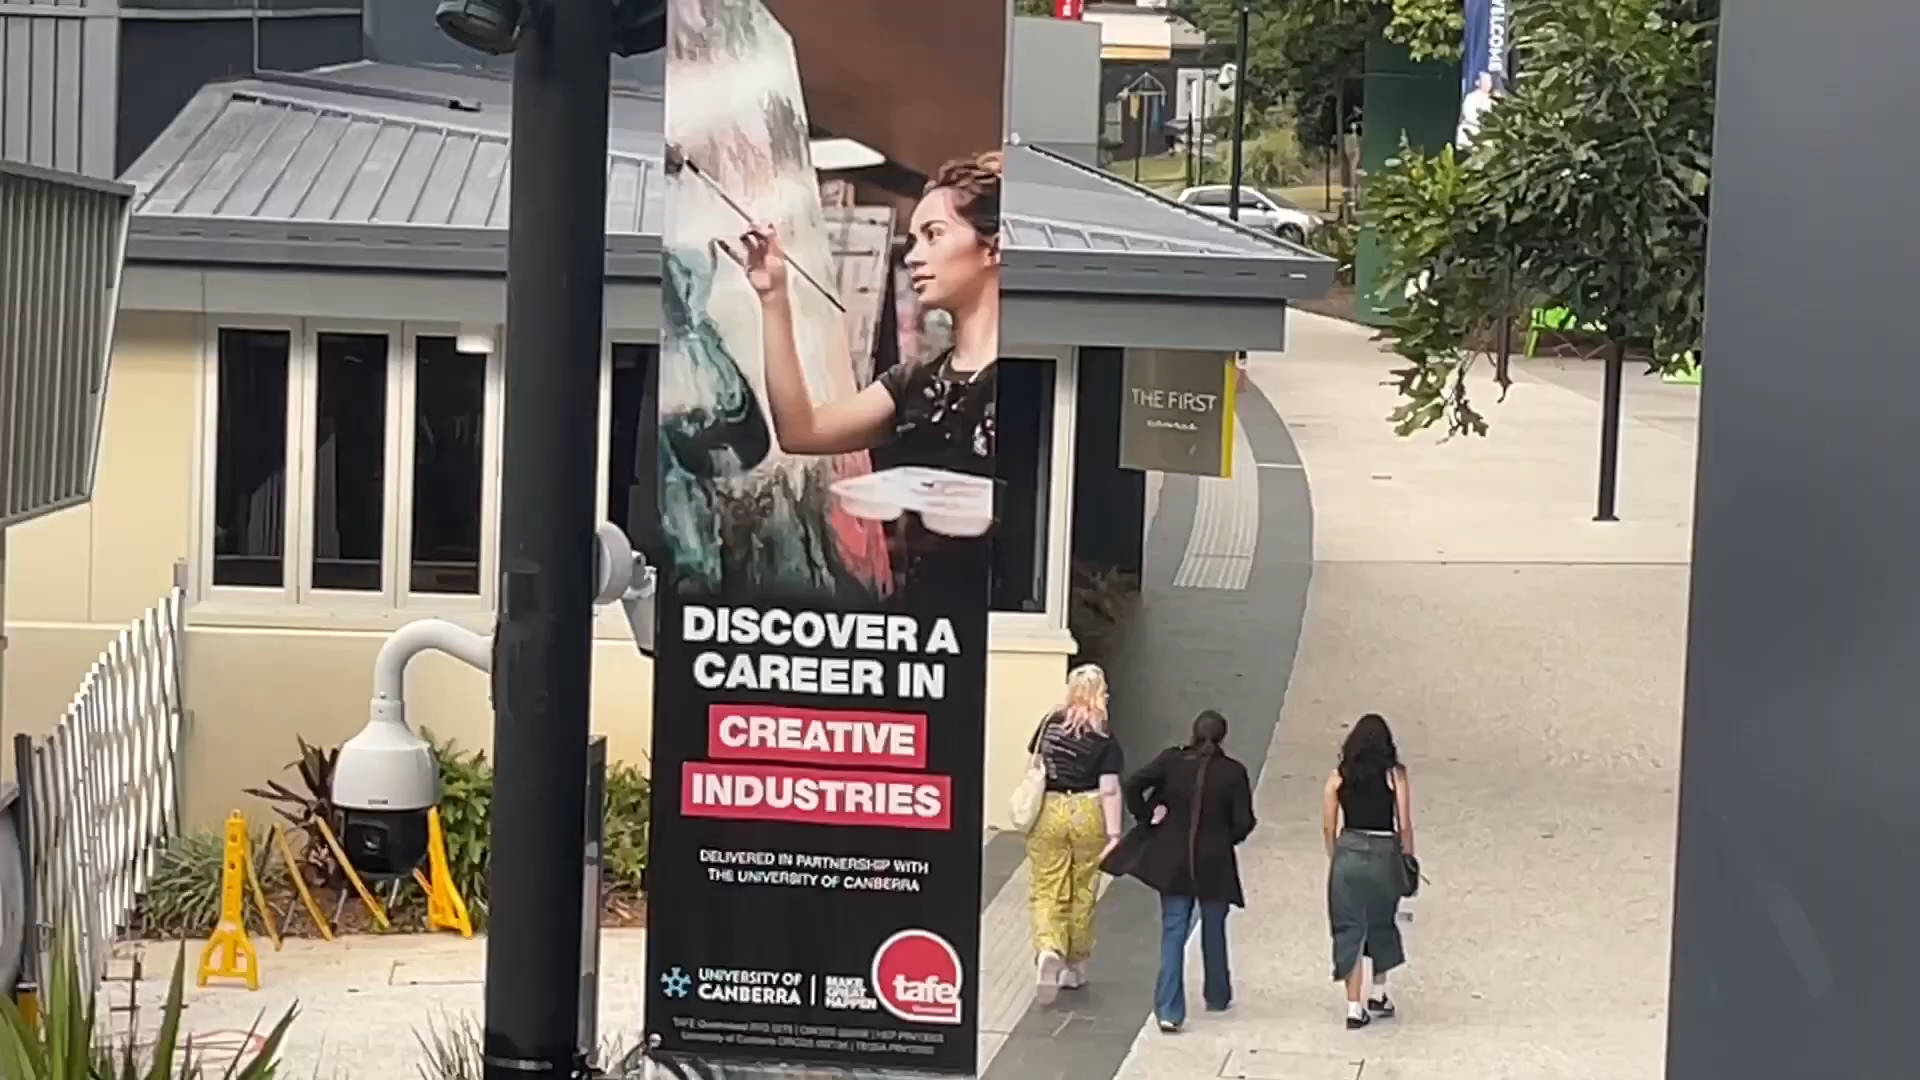 WELCOME
THE FIRST
DISCOVER A
CAREER IN
CREATIVE
INDUSTRIES
DELIVERED IN PARTNERSHIP WITH
THE UNIVERSITY OF CANBERRA
UNIVERSITY OF
CANBERRA
MAKE
GREAT
HAPPEN
tafe